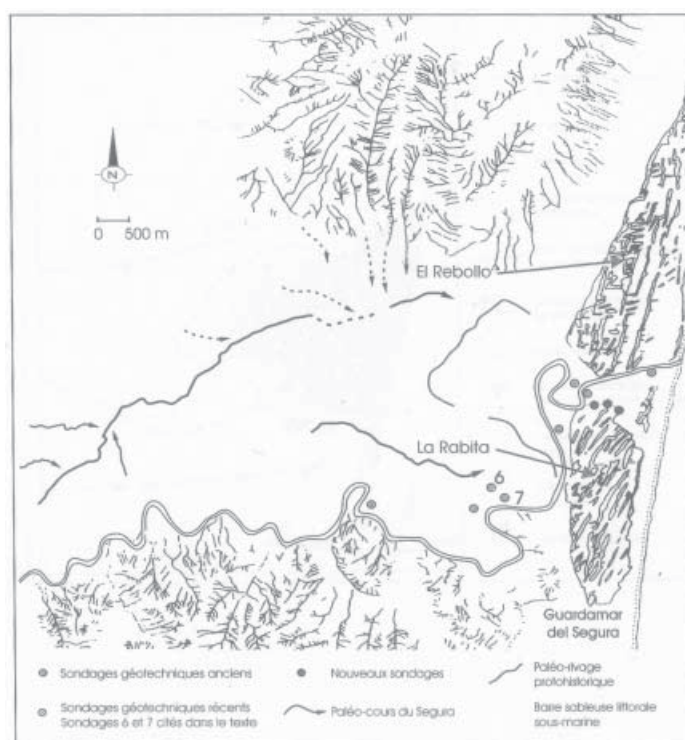 N
0 500 m
El Rebollo
La Rabita
6
7
Guardamar
del Segura
Sondages géotechniques anciens
Nouveaux sondages
Paléo-rivage
protohistorique
Sondages géotechniques récents
Sondages 6 et 7 cités dans le texte
Paléo-cours du Segura
Barre sableuse littorale
sous-marine